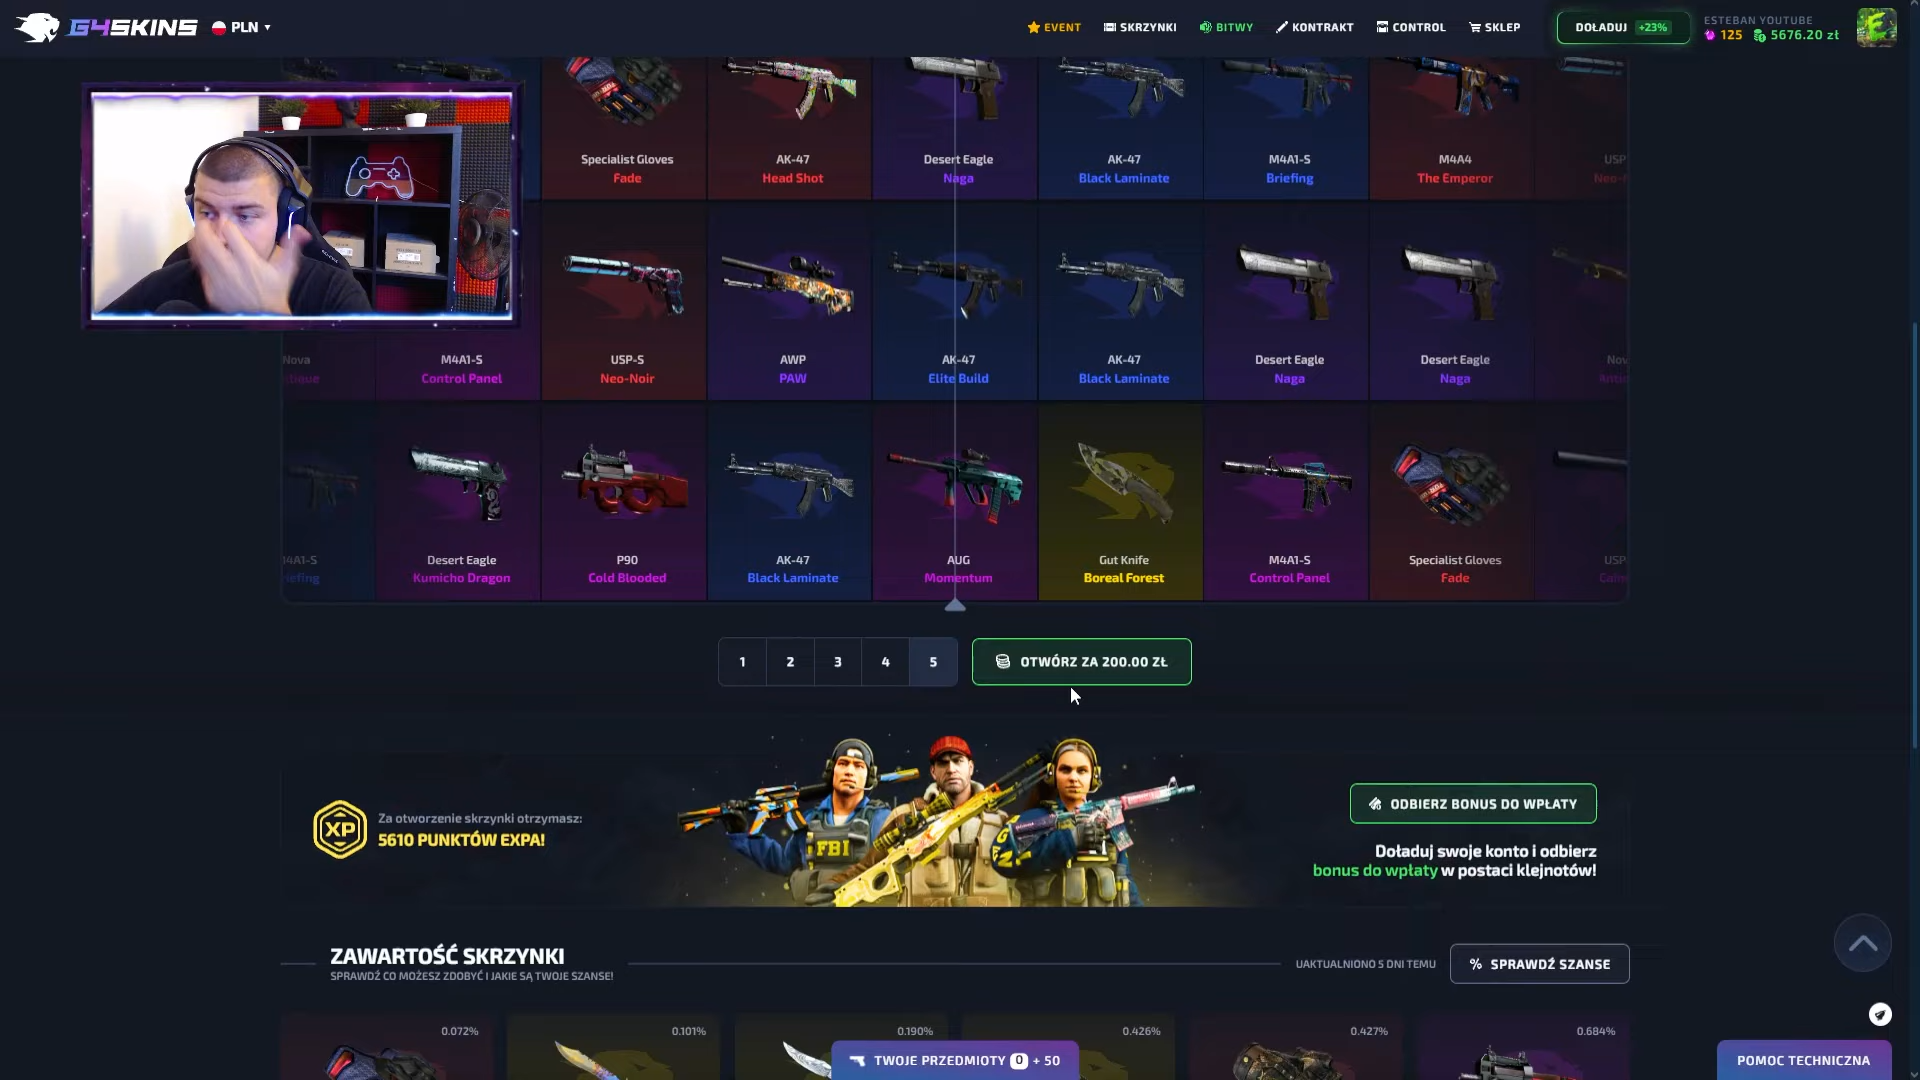 G4SKINS
PLN
EVENT
SKRZYNKI
BITWY
KONTRAKT
CONTROL
SKLEP
DOŁADUJ +23%
ESTEBAN YOUTUBE
125 5676.20 zł
Specialist Gloves
Fade
AK-47
Head Shot
Desert Eagle
Naga
AK-47
Black Laminate
M4A1-S
Briefing
M4A4
The Emperor
USP
Nova
M4A1-S
Control Panel
USP-S
Neo-Noir
AWP
PAW
AK-47
Elite Build
AK-47
Black Laminate
Desert Eagle
Naga
Desert Eagle
Naga
Desert Eagle
Kumicho Dragon
P90
Cold Blooded
AK-47
Black Laminate
AUG
Momentum
Gut Knife
Boreal Forest
M4A1-S
Control Panel
Specialist Gloves
Fade
USP
1 2 3 4 5
OTWÓRZ ZA 200.00 ZŁ
XP
Za otworzenie skrzynki otrzymasz:
5610 PUNKTÓW EXPA!
FBI
ODBIERZ BONUS DO WPŁATY
Doładuj swoje konto i odbierz
bonus do wpłaty w postaci klejnotów!
ZAWARTOŚĆ SKRZYNKI
SPRAWDŹ CO MOŻESZ ZDOBYĆ I JAKIE SĄ TWOJE SZANSE!
UAKTUALNIONO 5 DNI TEMU
% SPRAWDŹ SZANSE
0.072%
0.101%
0.190%
0.426%
0.427%
0.684%
TWOJE PRZEDMIOTY 0 + 50
POMOC TECHNICZNA